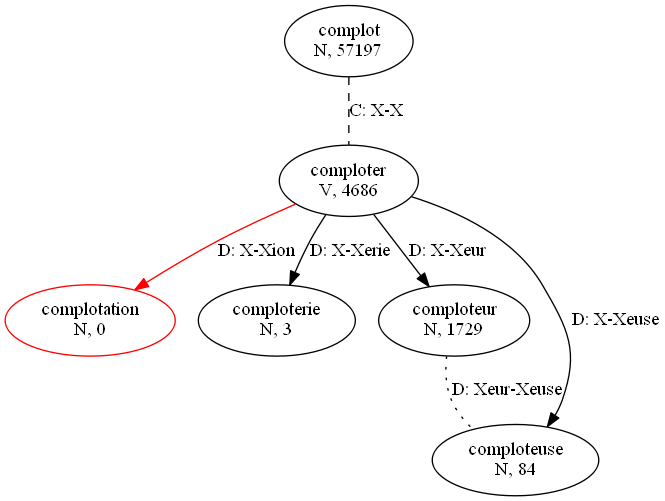 complot
N, 57197
C: X-X
comploter
V, 4686
D: X-Xion
D: X-Xerie
D: X-Xeur
D: X-Xeuse
complotation
N, 0
comploterie
N, 3
comploteur
N, 1729
D: Xeur-Xeuse
comploteuse
N, 84